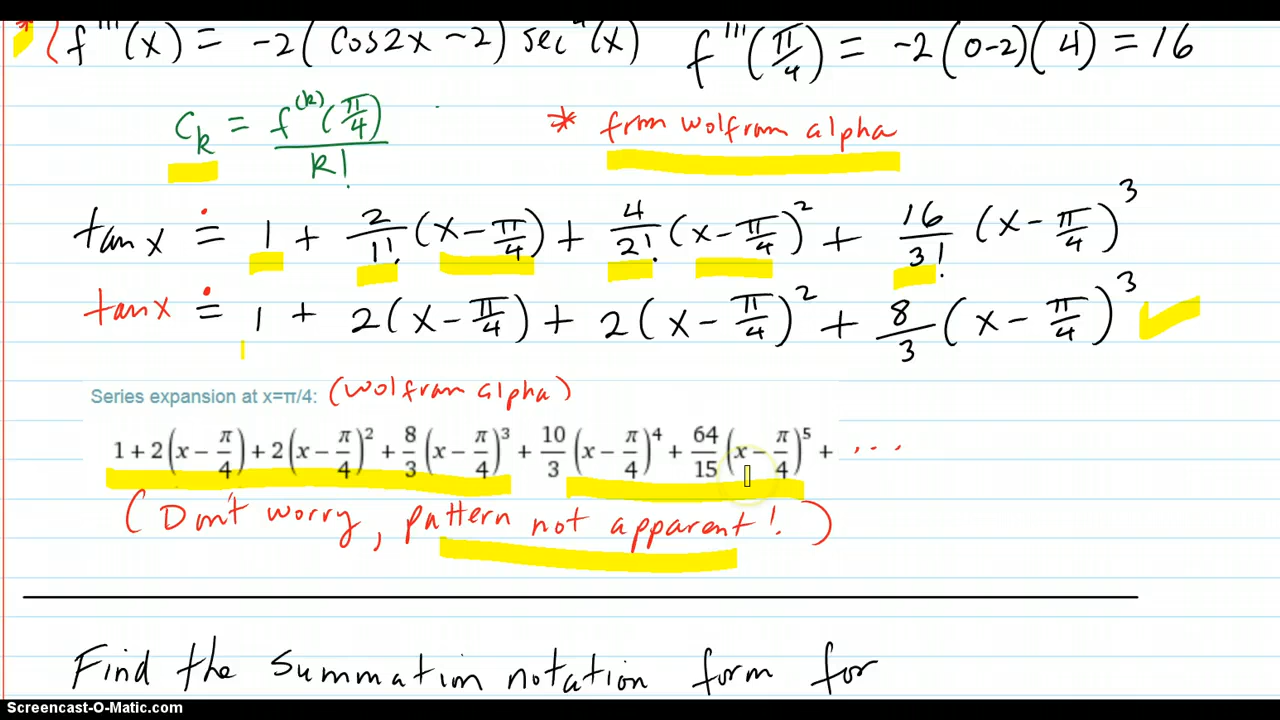 * f'''(x) = -2(cos2x-2) sec⁴(x) f'''(π/4) = -2(0-2)(4) = 16
Cₖ = f⁽ᵏ⁾(π/4)/k! * from wolfram alpha
tan x ≐ 1 + 2/1! (x-π/4) + 4/2! (x-π/4)² + 16/3! (x-π/4)³
tan x ≐ 1 + 2(x-π/4) + 2(x-π/4)² + 8/3 (x-π/4)³
Series expansion at x=π/4: (wolfram alpha)
1+2(x-π/4)+2(x-π/4)²+8/3(x-π/4)³+10/3(x-π/4)⁴+64/15(x-π/4)⁵+ ...
(Don't worry, pattern not apparent!)
Find the summation notation form for
Screencast-O-Matic.com